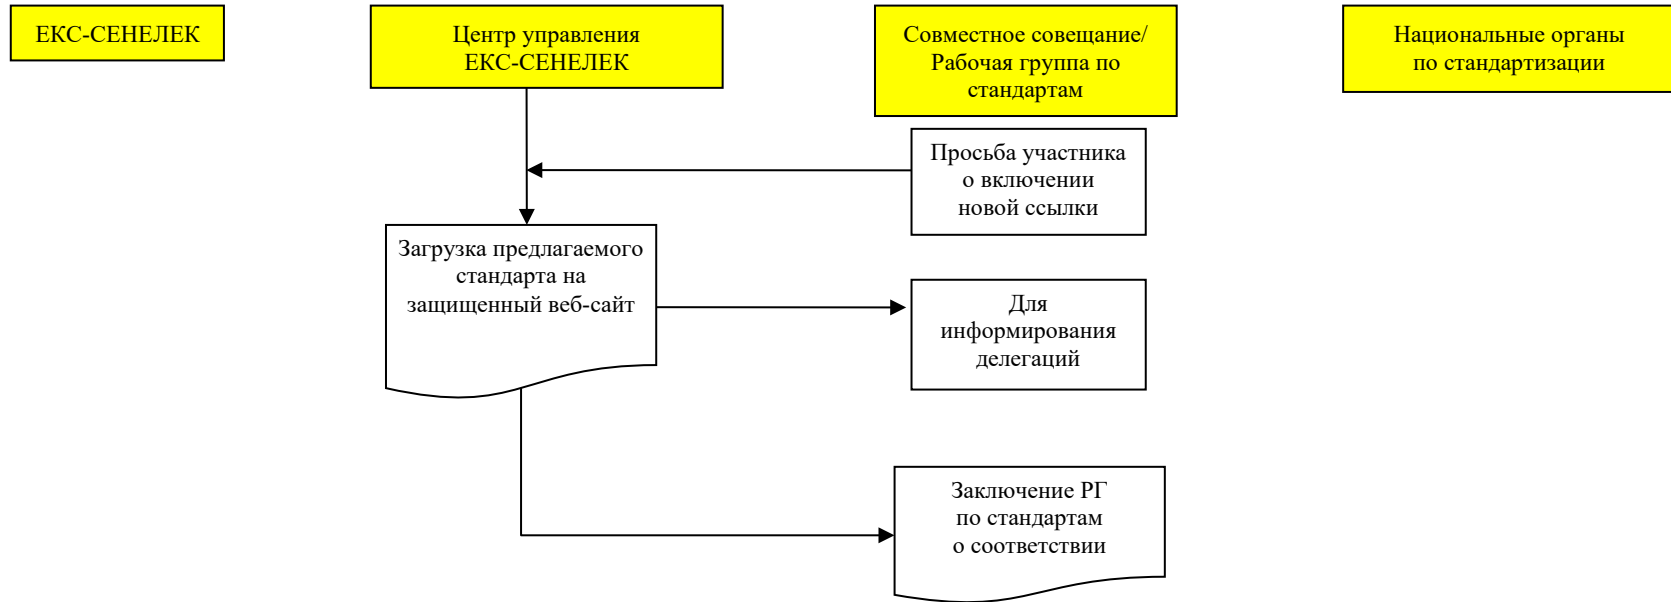 ЕКС-СЕНЕЛЕК
Центр управления
ЕКС-СЕНЕЛЕК
Совместное совещание/
Рабочая группа по
стандартам
Национальные органы
по стандартизации
Просьба участника
о включении
новой ссылки
Загрузка предлагаемого
стандарта на
защищенный веб-сайт
Для
информирования
делегаций
Заключение РГ
по стандартам
о соответствии